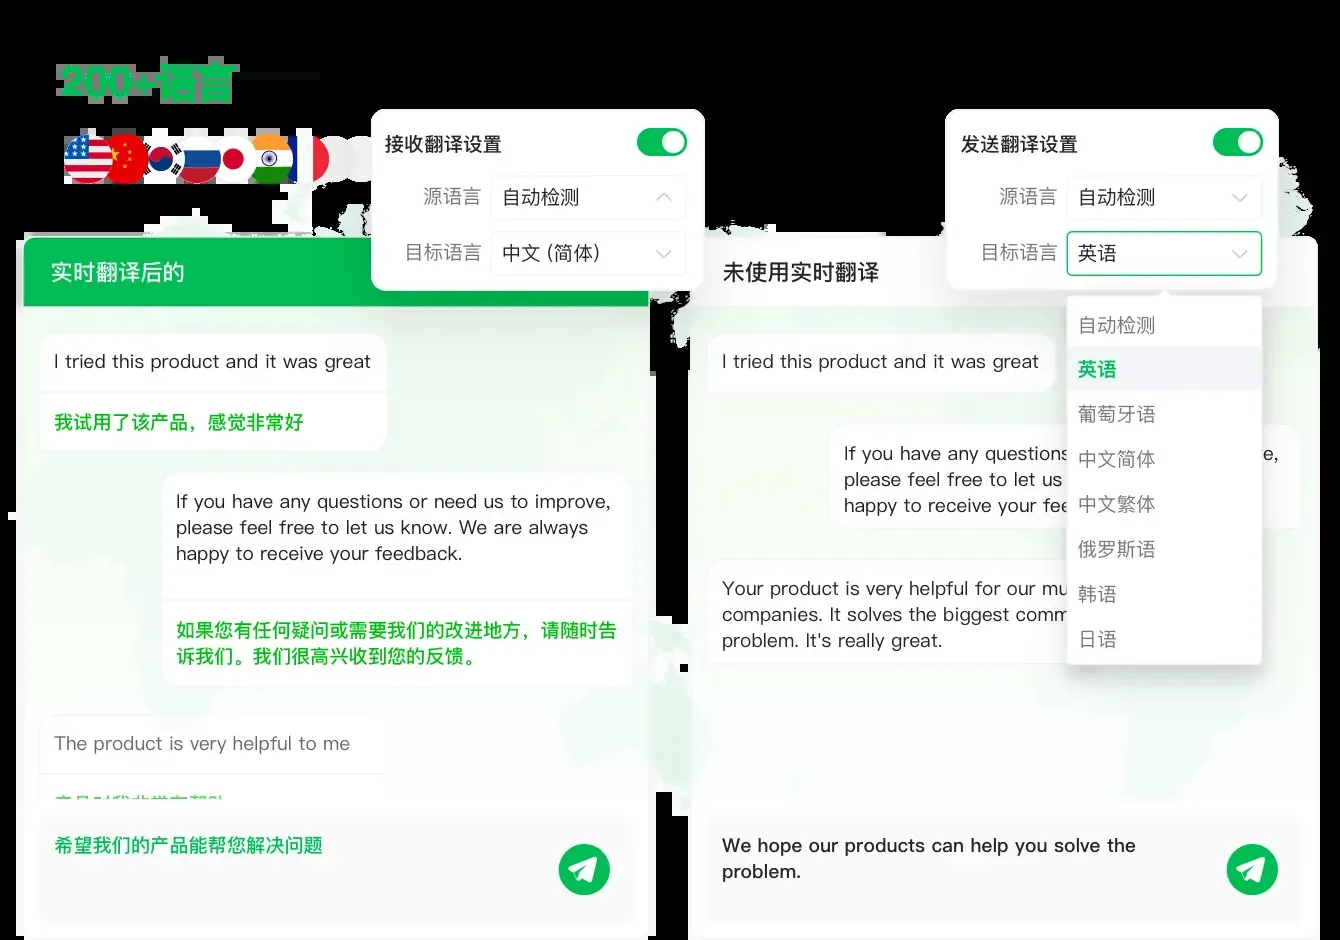 200+语言
接收翻译设置
源语言 自动检测
目标语言 中文 (简体)
实时翻译后的
I tried this product and it was great
我试用了该产品，感觉非常好
If you have any questions or need us to improve,
please feel free to let us know. We are always
happy to receive your feedback.
如果您有任何疑问或需要我们的改进地方，请随时告
诉我们。我们很高兴收到您的反馈。
The product is very helpful to me
希望我们的产品能帮您解决问题
发送翻译设置
源语言 自动检测
目标语言 英语
自动检测
英语
葡萄牙语
中文简体
中文繁体
俄罗斯语
韩语
日语
未使用实时翻译
I tried this product and it was great
If you have any questions
please feel free to let us
happy to receive your
Your product is very helpful for our
companies. It solves the biggest
problem. It's really great.
We hope our products can help you solve the
problem.